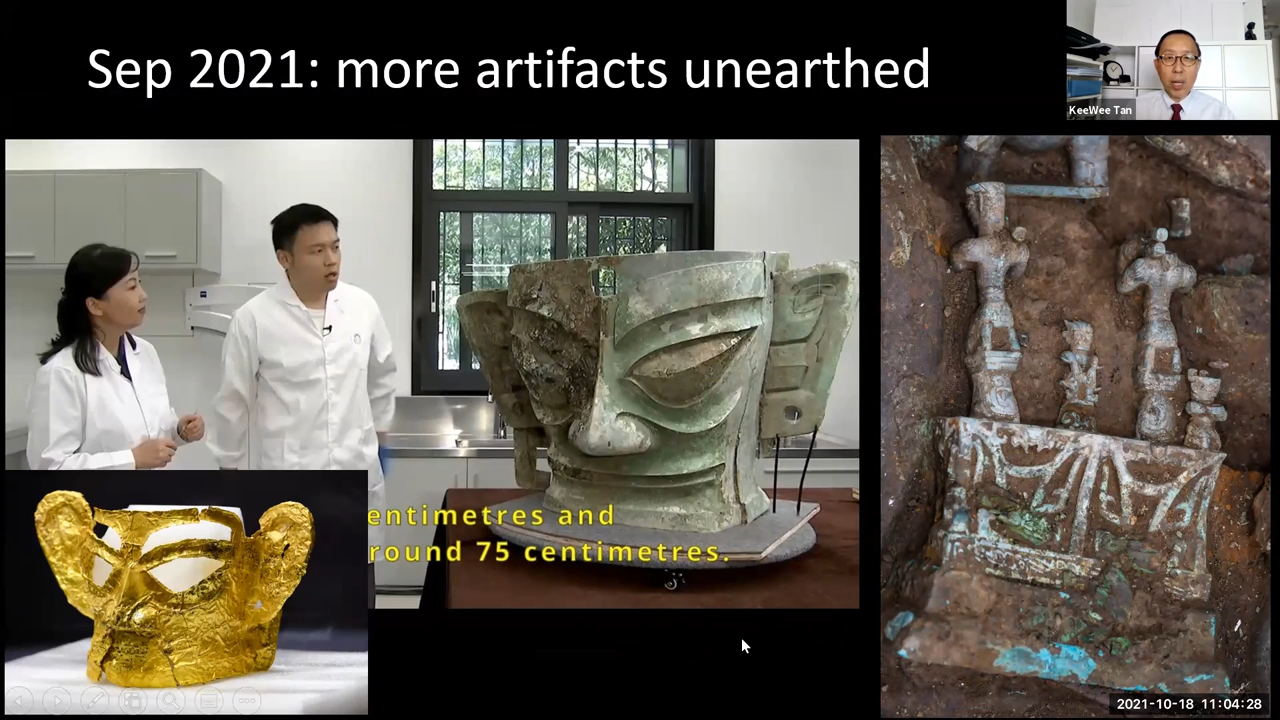 Sep 2021: more artifacts unearthed
KeeWee Tan
entimetres and
round 75 centimetres.
2021-10-18 11:04:28